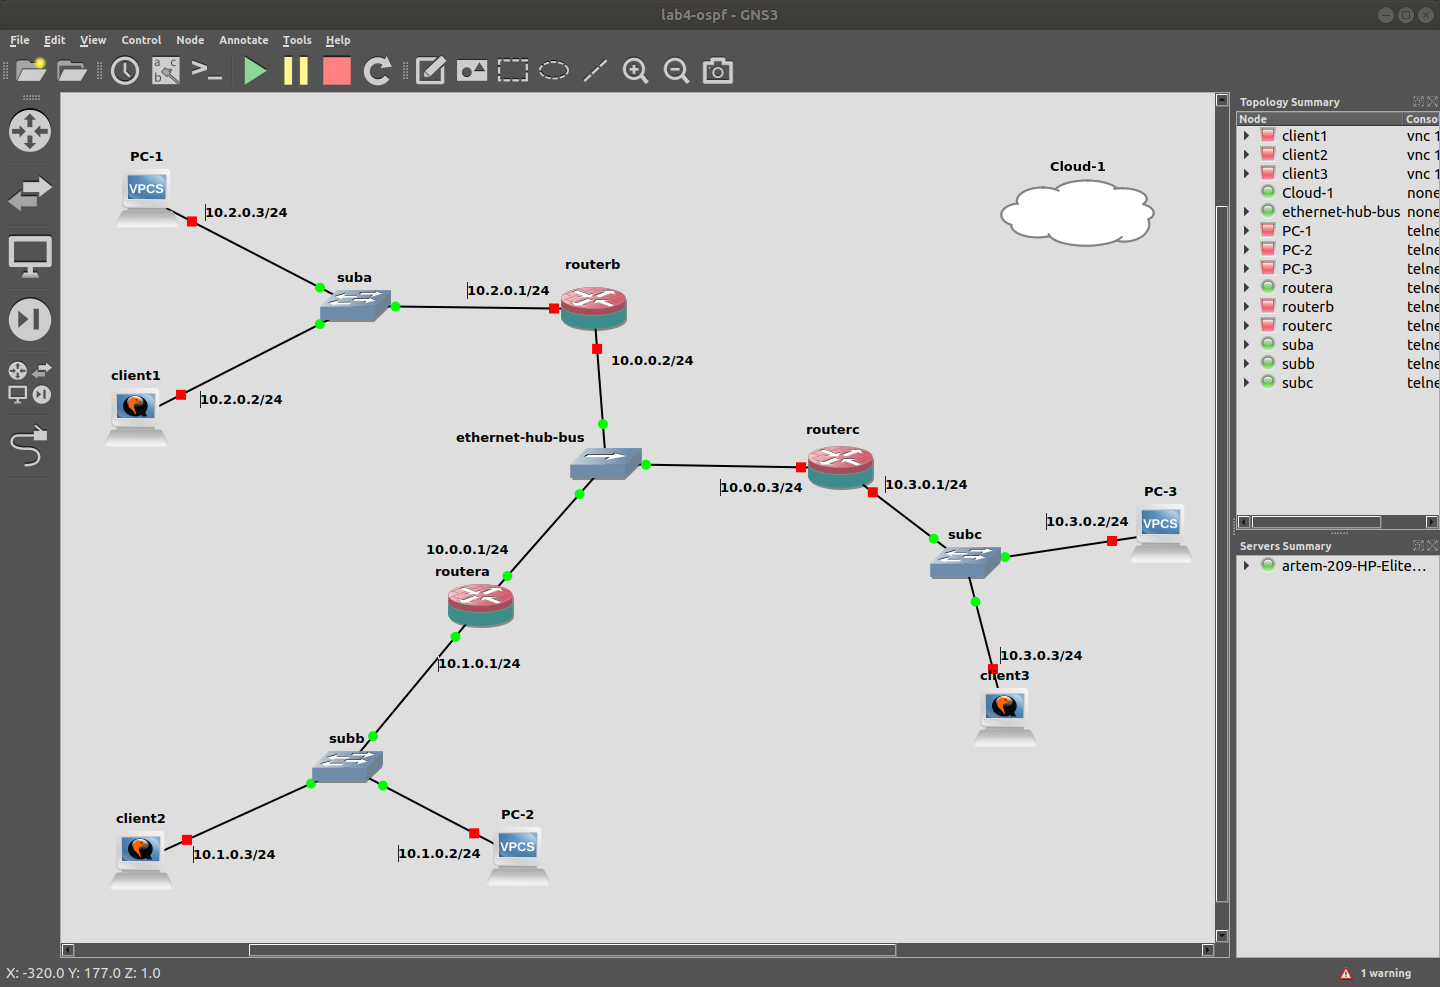 lab4-ospf - GNS3
File Edit View Control Node Annotate Tools Help
PC-1
VPCS
10.2.0.3/24
suba
10.2.0.1/24
routerb
10.0.0.2/24
client1
10.2.0.2/24
ethernet-hub-bus
Cloud-1
routerc
10.0.0.3/24
10.3.0.1/24
PC-3
VPCS
10.3.0.2/24
subc
10.0.0.1/24
routera
10.1.0.1/24
10.3.0.3/24
client3
subb
client2
10.1.0.3/24
PC-2
VPCS
10.1.0.2/24
Topology Summary
Node Conso
client1 vnc 1
client2 vnc 1
client3 vnc 1
Cloud-1 none
ethernet-hub-bus none
PC-1 telne
PC-2 telne
PC-3 telne
routera telne
routerb telne
routerc telne
suba telne
subb telne
subc telne
Servers Summary
artem-209-HP-Elite...
X: -320.0 Y: 177.0 Z: 1.0
1 warning